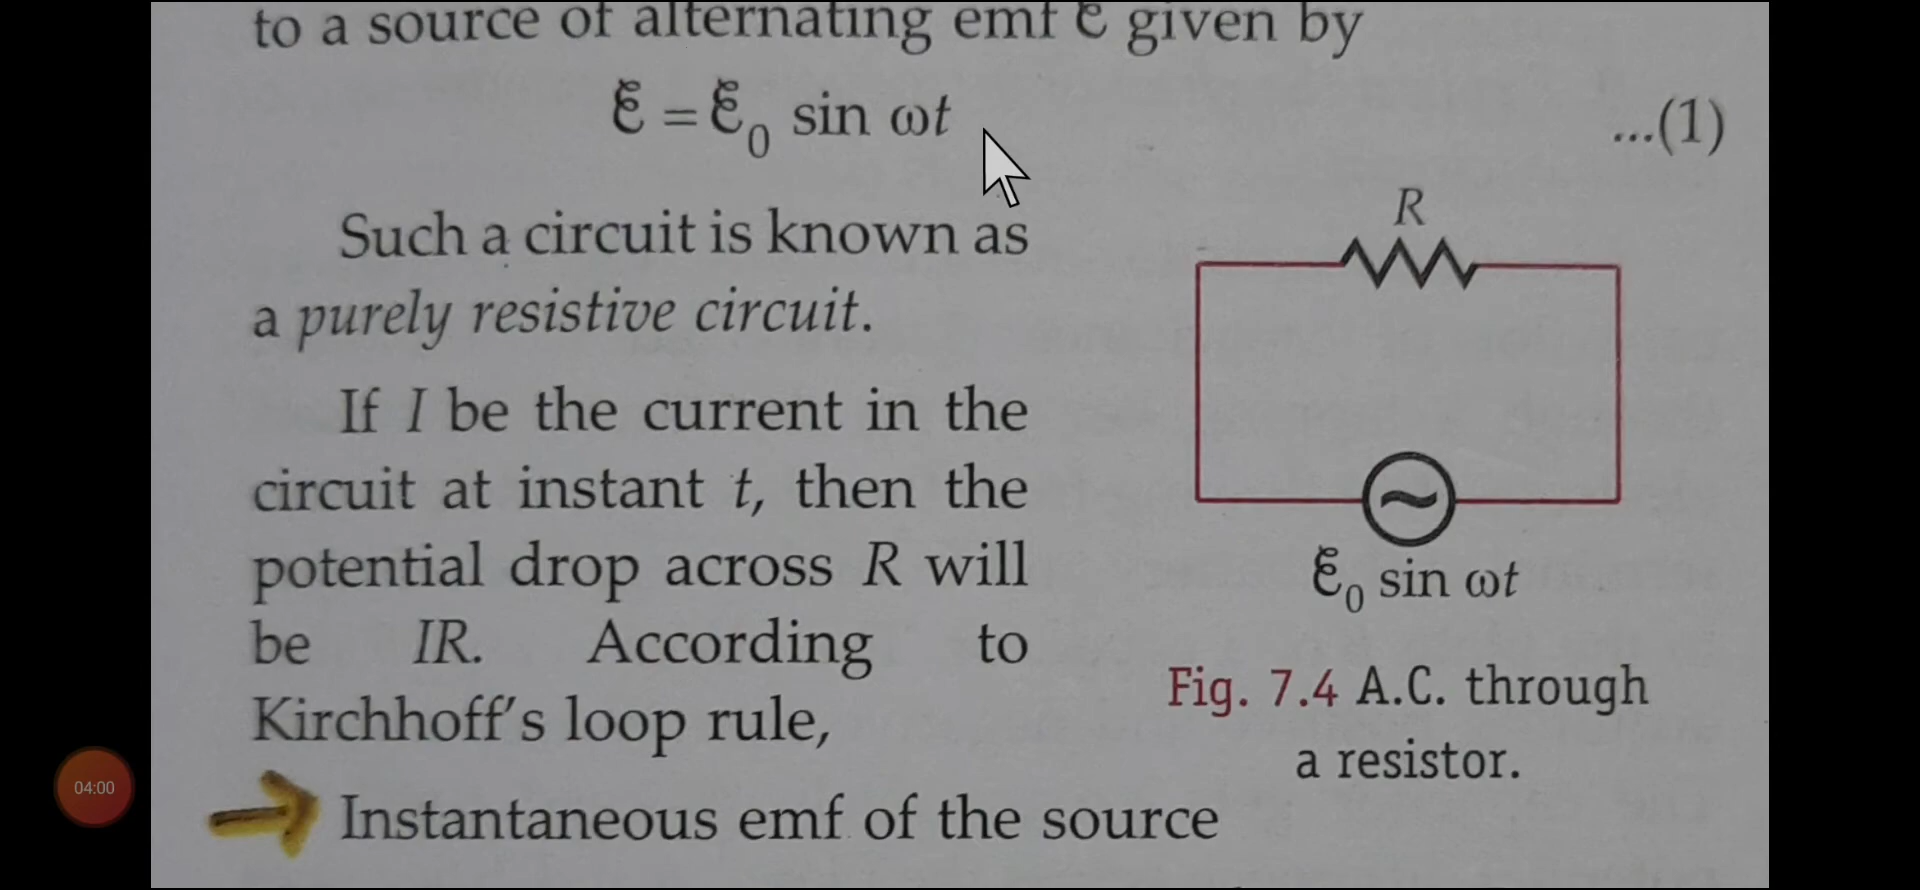 to a source of alternating emf ℰ given by
ℰ = ℰ₀ sin ωt ...(1)
Such a circuit is known as
a purely resistive circuit.
If I be the current in the
circuit at instant t, then the
potential drop across R will
be IR. According to
Kirchhoff's loop rule,
Instantaneous emf of the source
R
ℰ₀ sin ωt
Fig. 7.4 A.C. through
a resistor.
04:00